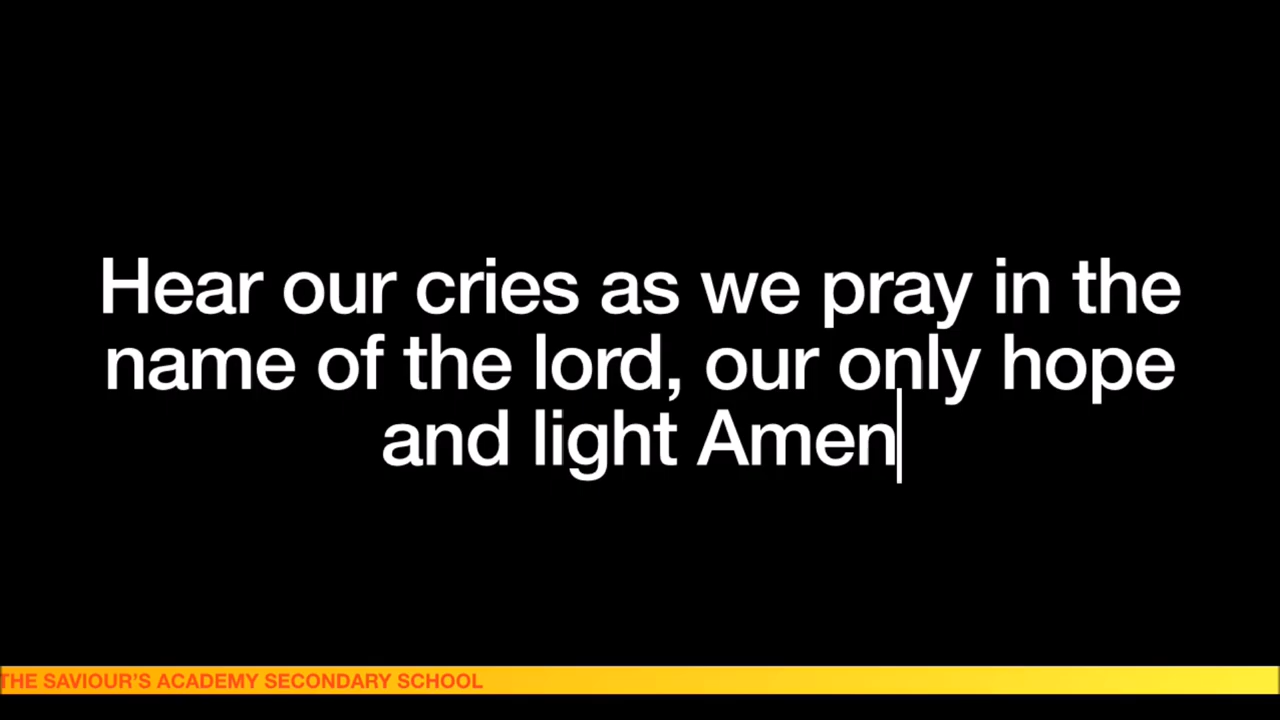 Hear our cries as we pray in the
name of the lord, our only hope
and light Amen
THE SAVIOUR'S ACADEMY SECONDARY SCHOOL